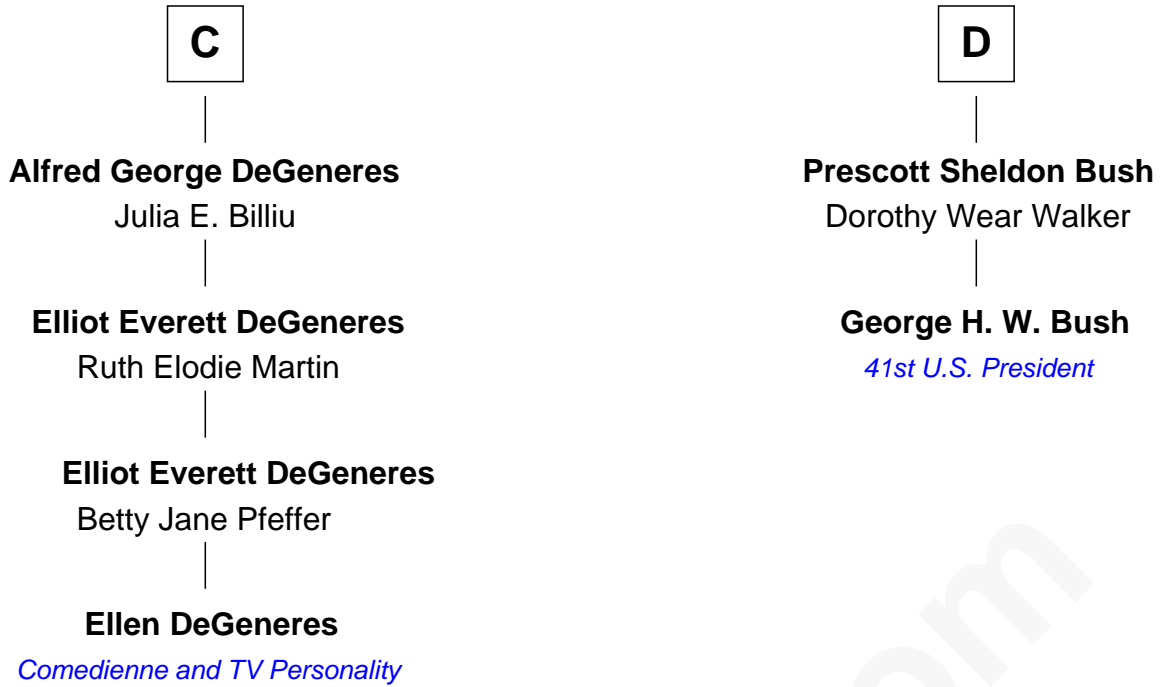 C
Alfred George DeGeneres
Julia E. Billiu
Elliot Everett DeGeneres
Ruth Elodie Martin
Elliot Everett DeGeneres
Betty Jane Pfeffer
Ellen DeGeneres
Comedienne and TV Personality
D
Prescott Sheldon Bush
Dorothy Wear Walker
George H. W. Bush
41st U.S. President
om